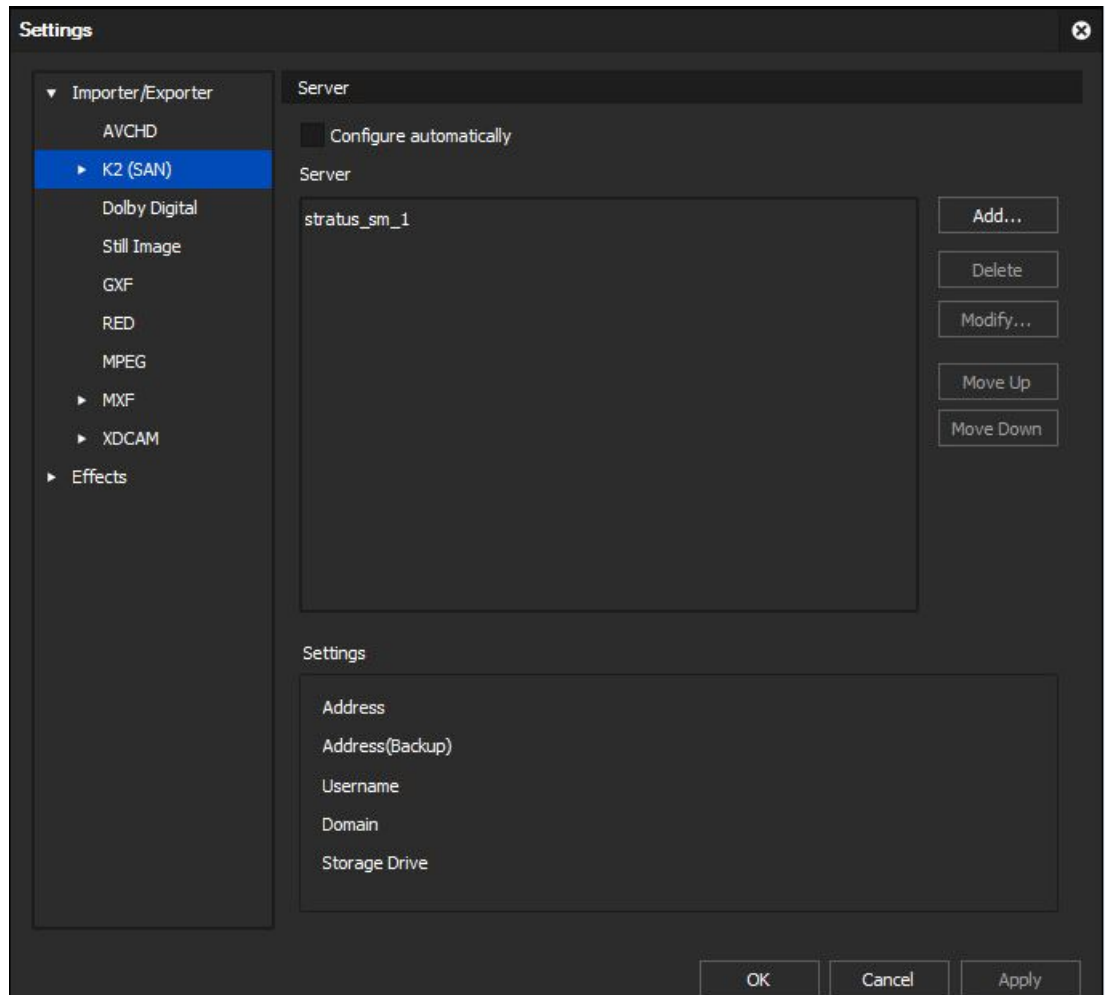 Settings
Importer/Exporter
AVCHD
K2 (SAN)
Dolby Digital
Still Image
GXF
RED
MPEG
MXF
XDCAM
Effects
Server
Configure automatically
Server
stratus_sm_1
Add...
Delete
Modify...
Move Up
Move Down
Settings
Address
Address(Backup)
Username
Domain
Storage Drive
OK
Cancel
Apply